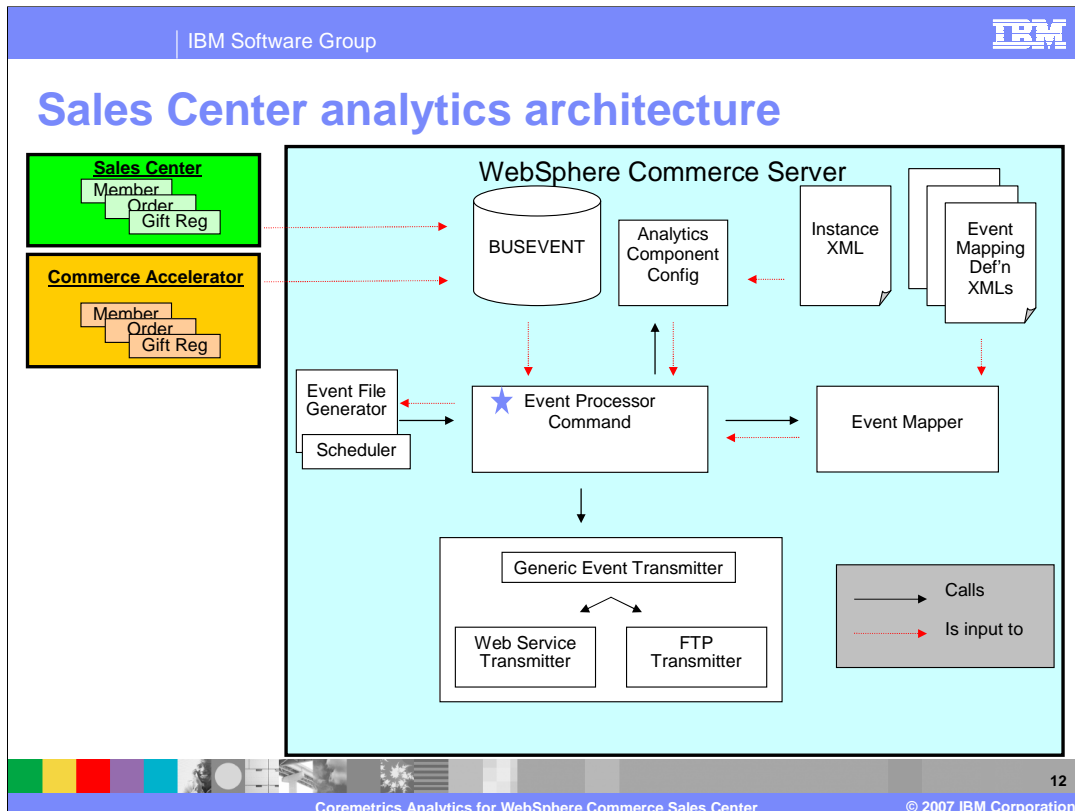 IBM Software Group
IBM
Sales Center analytics architecture
Sales Center
Member
Order
Gift Reg
Commerce Accelerator
Member
Order
Gift Reg
WebSphere Commerce Server
BUSEVENT
Analytics
Component
Config
Instance
XML
Event
Mapping
Def'n
XMLs
Event File
Generator
Scheduler
Event Processor
Command
Event Mapper
Generic Event Transmitter
Web Service
Transmitter
FTP
Transmitter
Calls
Is input to
12
Coremetrics Analytics for WebSphere Commerce Sales Center
© 2007 IBM Corporation